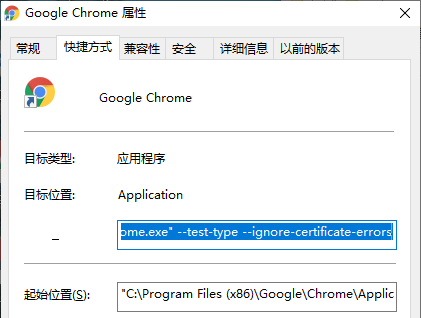 Google Chrome 属性
常规 快捷方式 兼容性 安全 详细信息 以前的版本
Google Chrome
目标类型: 应用程序
目标位置: Application
ome.exe" --test-type --ignore-certificate-errors
起始位置(S): "C:\Program Files (x86)\Google\Chrome\Applic